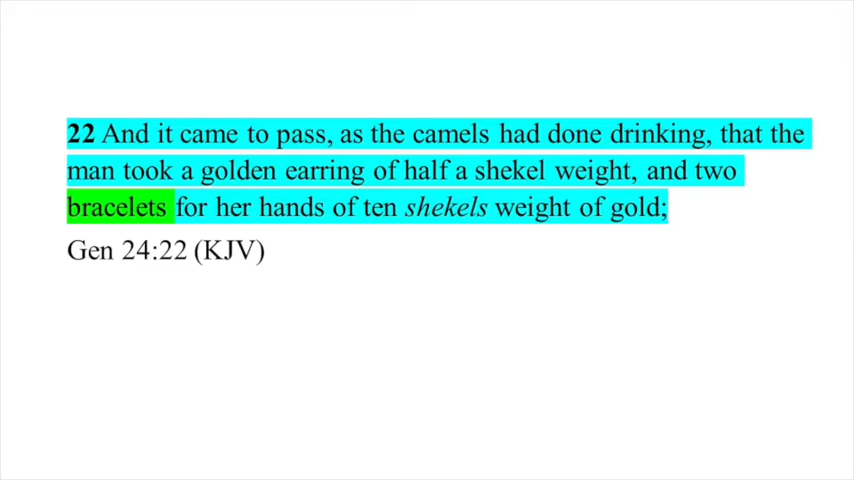 22 And it came to pass, as the camels had done drinking, that the
man took a golden earring of half a shekel weight, and two
bracelets for her hands of ten shekels weight of gold;
Gen 24:22 (KJV)